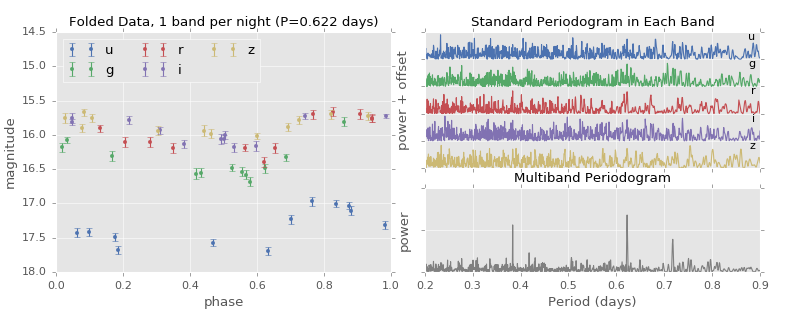 Folded Data, 1 band per night (P=0.622 days)
14.5
15.0
15.5
16.0
16.5
17.0
17.5
18.0
magnitude
u r z
g i
0.0 0.2 0.4 0.6 0.8 1.0
phase
Standard Periodogram in Each Band
power + offset
u
g
r
i
z
Multiband Periodogram
power
0.2 0.3 0.4 0.5 0.6 0.7 0.8 0.9
Period (days)